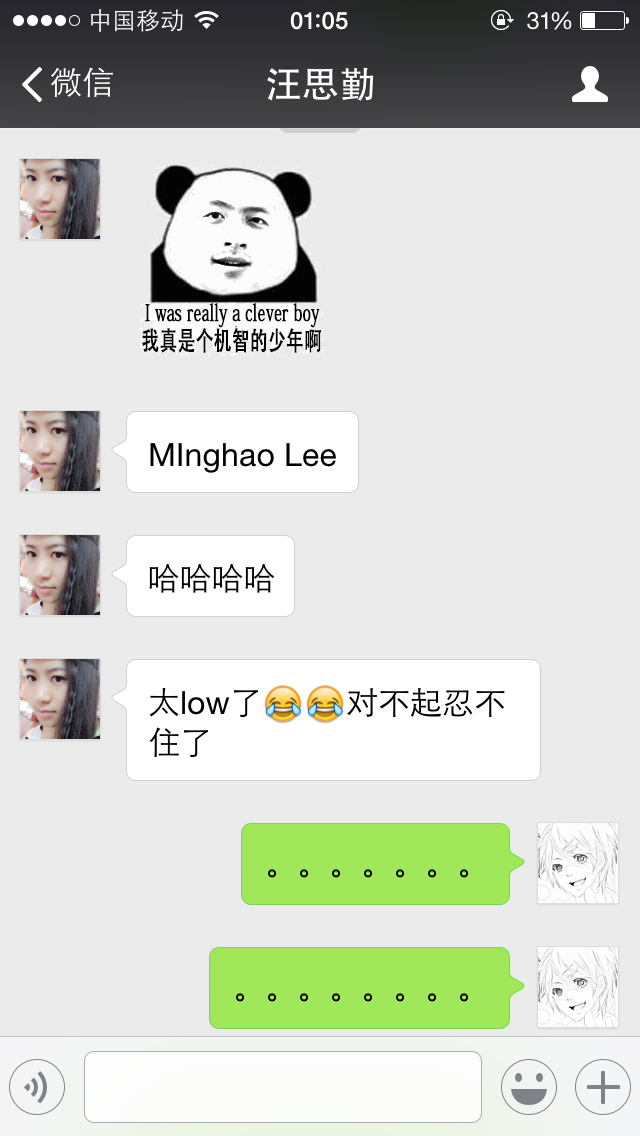 中国移动 01:05 31%
微信 汪思勤
I was really a clever boy
我真是个机智的少年啊
MInghao Lee
哈哈哈哈
太low了😂😂对不起忍不
住了
。。。。。。。
。。。。。。。。